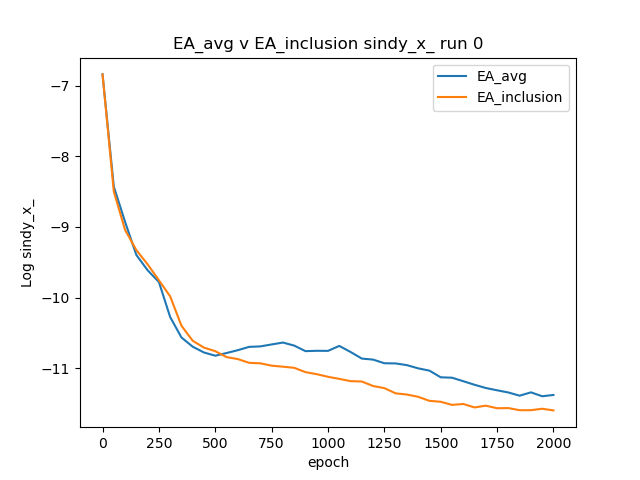 EA_avg v EA_inclusion sindy_x_ run 0
EA_avg
EA_inclusion
Log sindy_x_
−7
−8
−9
−10
−11
0 250 500 750 1000 1250 1500 1750 2000
epoch